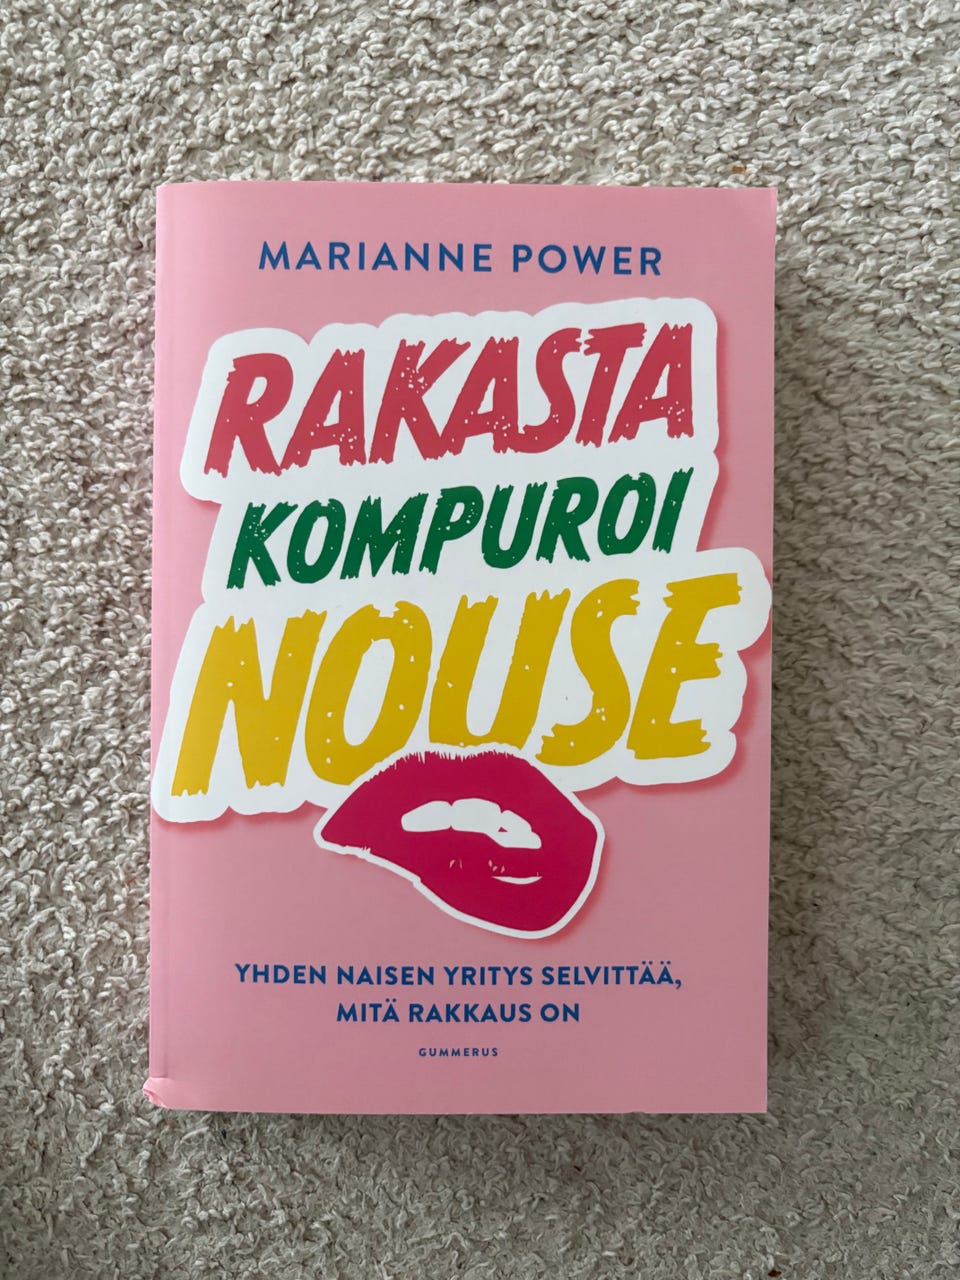 MARIANNE POWER
RAKASTA
KOMPUROI
NOUSE
YHDEN NAISEN YRITYS SELVITTÄÄ,
MITÄ RAKKAUS ON
GUMMERUS